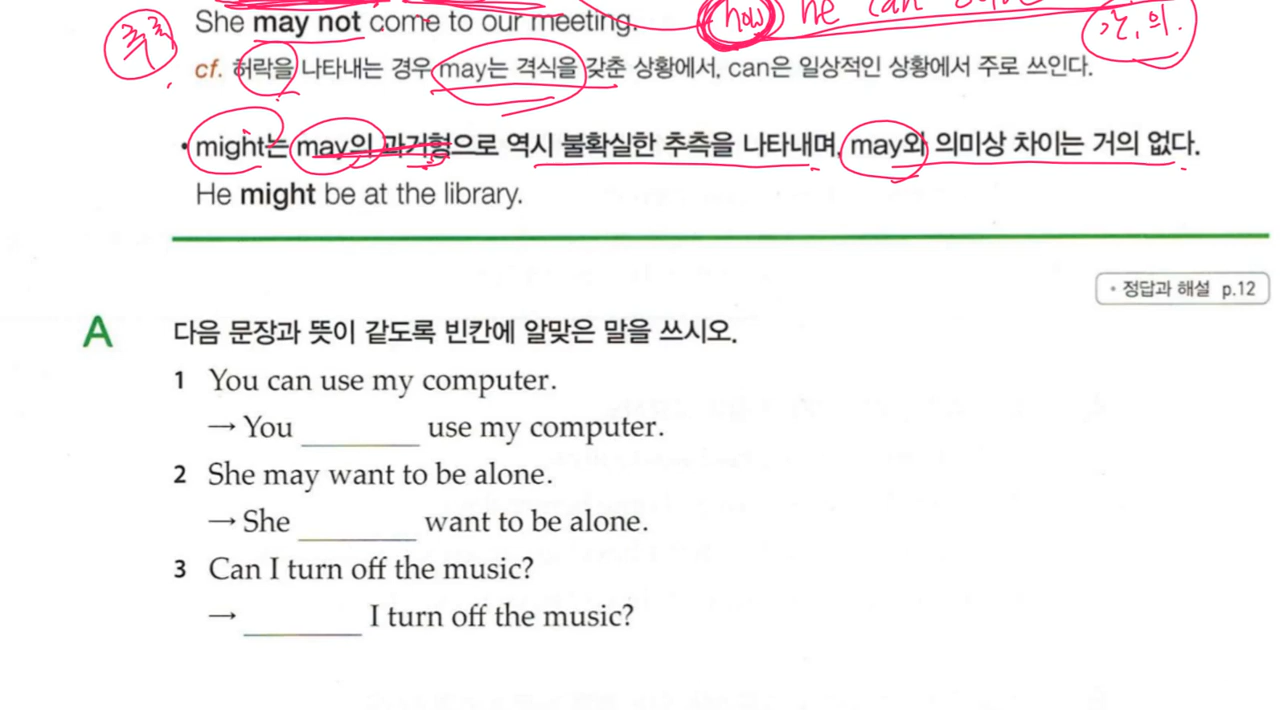 how he can
She may not come to our meeting.
추측
간.의.
cf. 허락을 나타내는 경우 may는 격식을 갖춘 상황에서, can은 일상적인 상황에서 주로 쓰인다.
• might는 may의 과거형으로 역시 불확실한 추측을 나타내며, may와 의미상 차이는 거의 없다.
He might be at the library.
• 정답과 해설 p.12
A 다음 문장과 뜻이 같도록 빈칸에 알맞은 말을 쓰시오.
1 You can use my computer.
→ You ________ use my computer.
2 She may want to be alone.
→ She ________ want to be alone.
3 Can I turn off the music?
→ ________ I turn off the music?